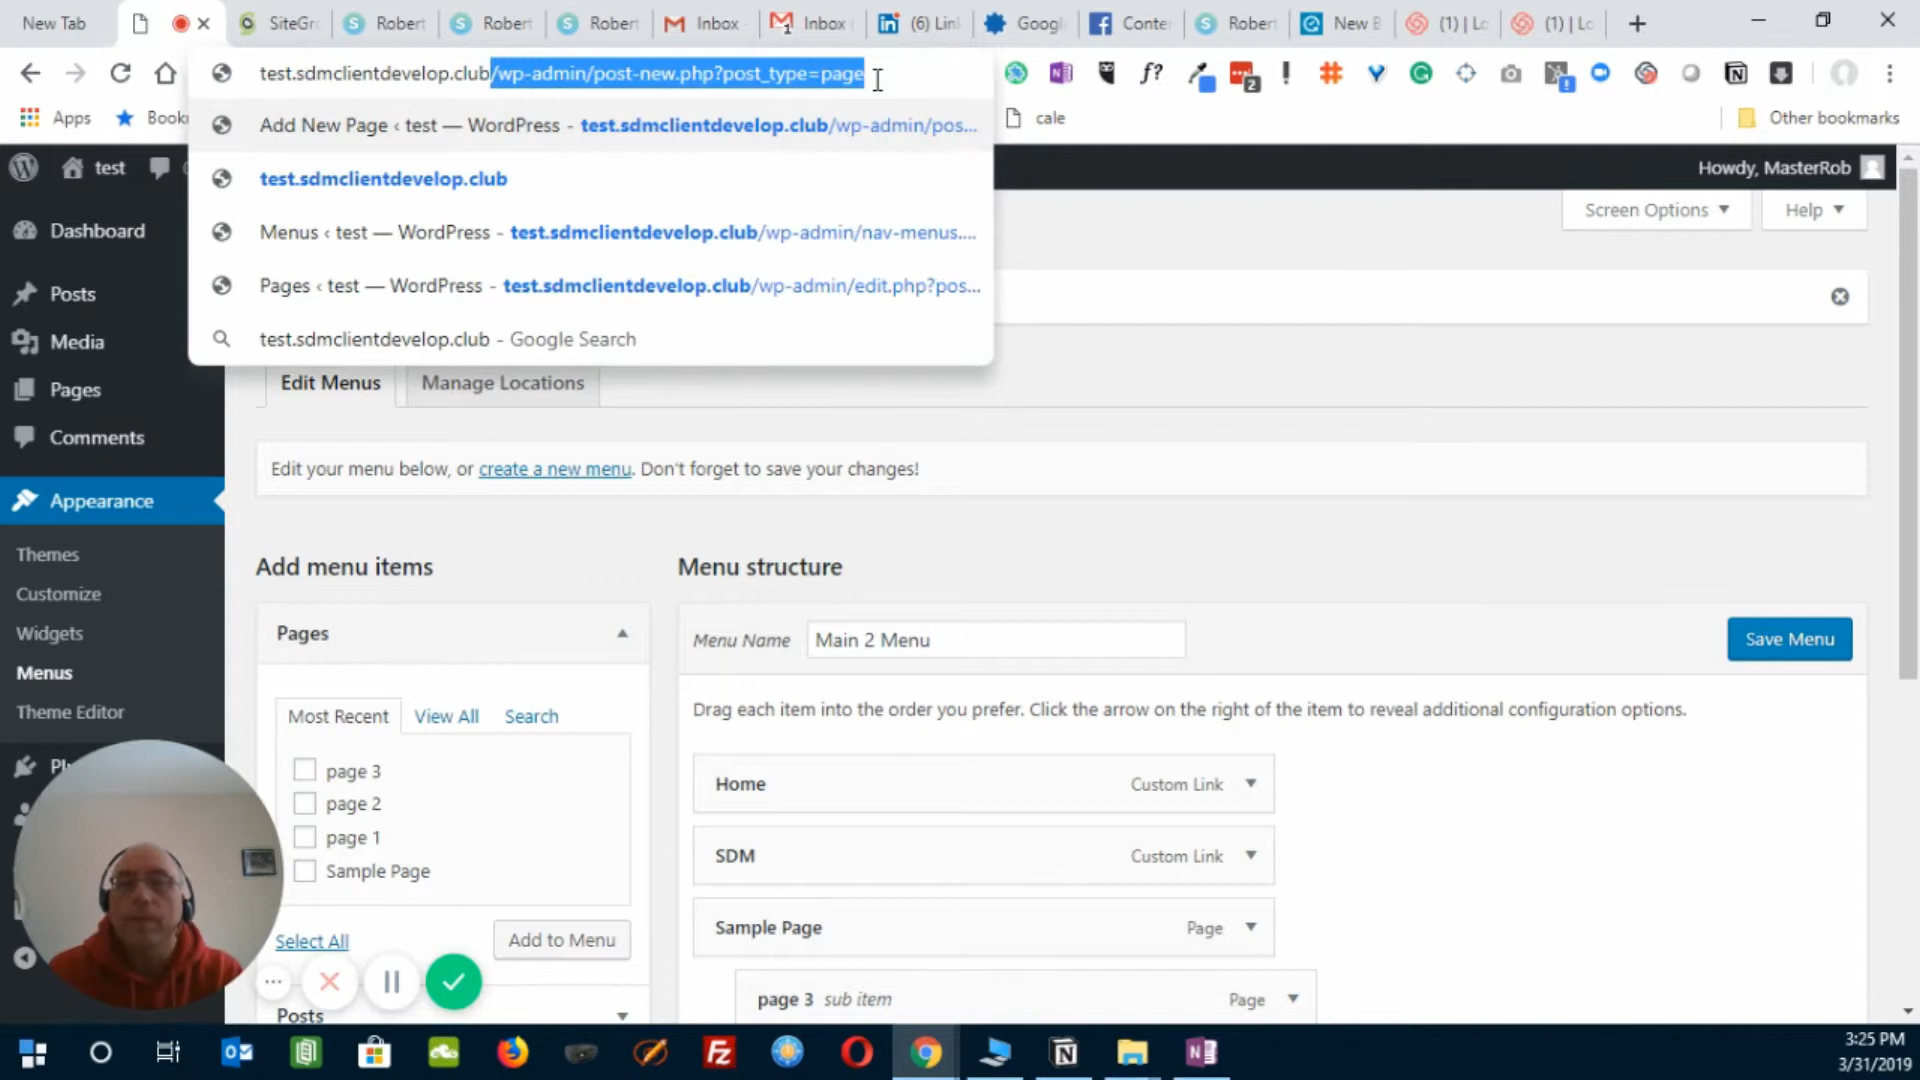 New Tab
SiteGr
Robert
Robert
Robert
Inbox
Inbox
(6) Lin
Googl
Conte
Robert
New B
(1) | Lo
(1) | Lo
test.sdmclientdevelop.club/wp-admin/post-new.php?post_type=page
2
Apps
Book
cale
Other bookmarks
Add New Page ‹ test — WordPress - test.sdmclientdevelop.club/wp-admin/pos...
test.sdmclientdevelop.club
Menus ‹ test — WordPress - test.sdmclientdevelop.club/wp-admin/nav-menus....
Pages ‹ test — WordPress - test.sdmclientdevelop.club/wp-admin/edit.php?pos...
test.sdmclientdevelop.club - Google Search
test
Howdy, MasterRob
Screen Options
Help
Dashboard
Posts
Media
Pages
Comments
Appearance
Themes
Customize
Widgets
Menus
Theme Editor
Edit Menus
Manage Locations
Edit your menu below, or create a new menu. Don't forget to save your changes!
Add menu items
Menu structure
Pages
Menu Name
Main 2 Menu
Save Menu
Most Recent
View All
Search
Drag each item into the order you prefer. Click the arrow on the right of the item to reveal additional configuration options.
page 3
page 2
page 1
Sample Page
Home
Custom Link
SDM
Custom Link
Sample Page
Page
page 3 sub item
Page
Select All
Add to Menu
Posts
3:25 PM
3/31/2019